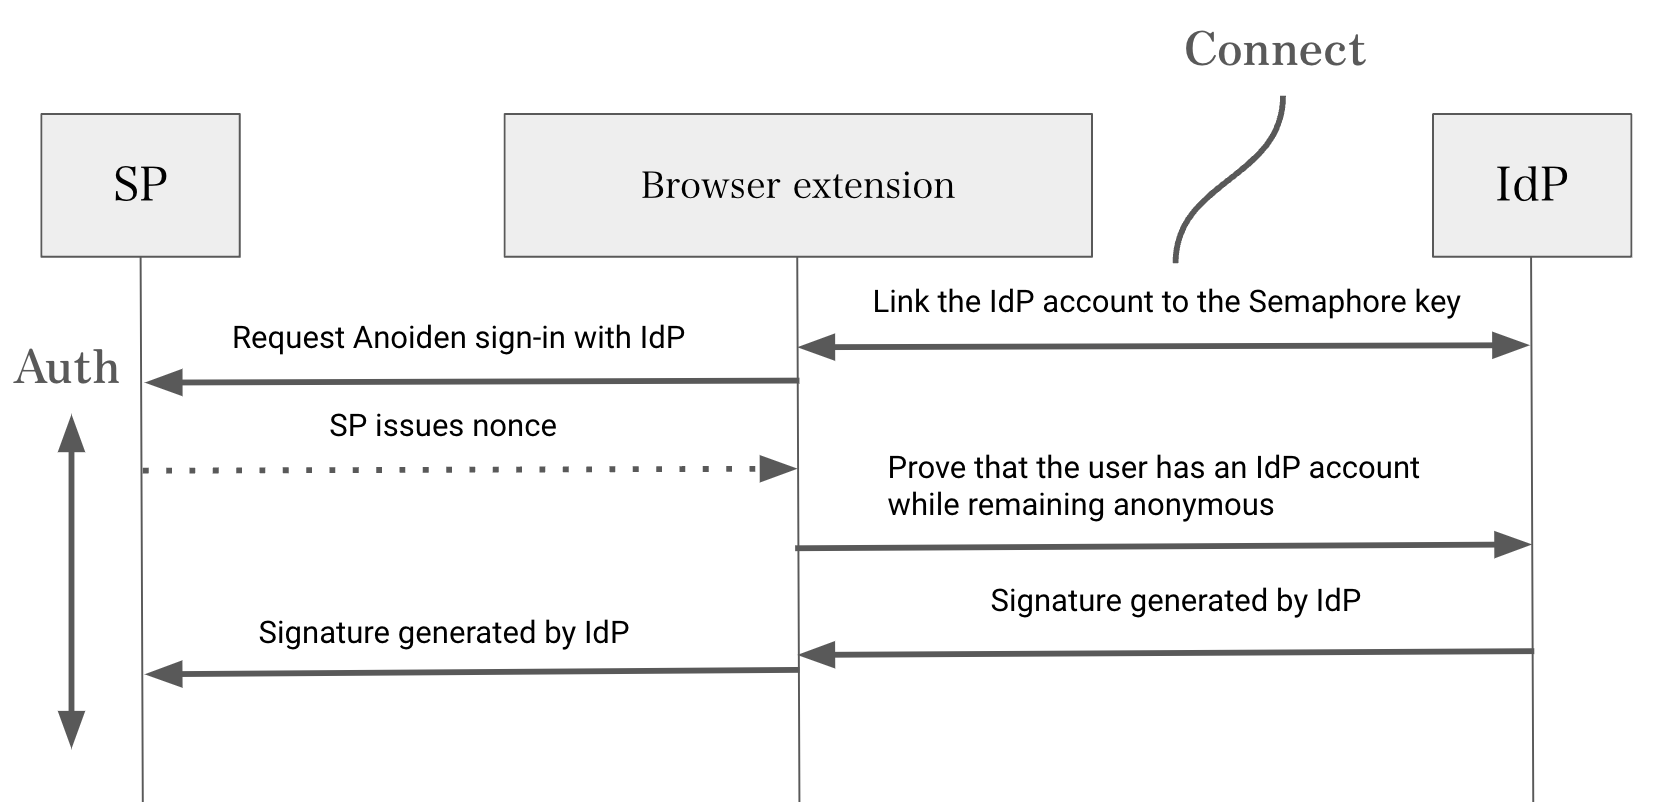 Connect
SP
Browser extension
IdP
Link the IdP account to the Semaphore key
Request Anoiden sign-in with IdP
Auth
SP issues nonce
Prove that the user has an IdP account
while remaining anonymous
Signature generated by IdP
Signature generated by IdP